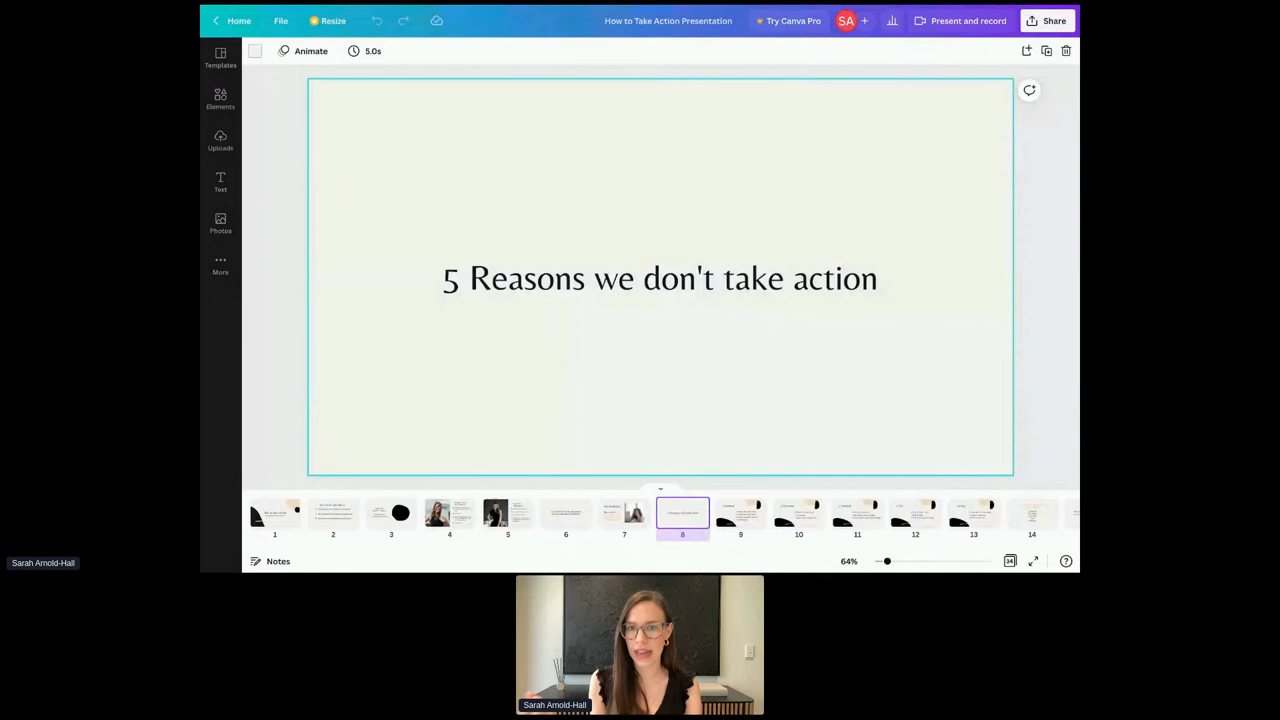 Home
File
Resize
How to Take Action Presentation
Try Canva Pro
SA
+
Present and record
Share
Templates
Animate
5.0s
Elements
Uploads
Text
Photos
More
5 Reasons we don't take action
1
2
3
4
5
6
7
8
9
10
11
12
13
14
Notes
64%
34
?
Sarah Arnold-Hall
Sarah Arnold-Hall